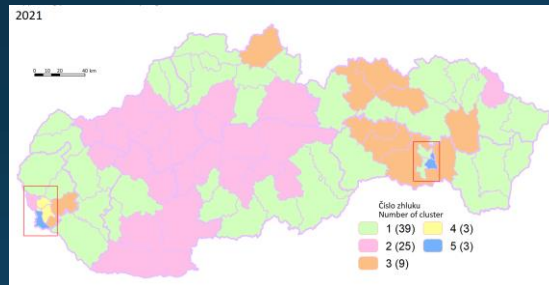 2021
0 10 20 40 km
Číslo zhluku
Number of cluster
1 (39)
2 (25)
3 (9)
4 (3)
5 (3)